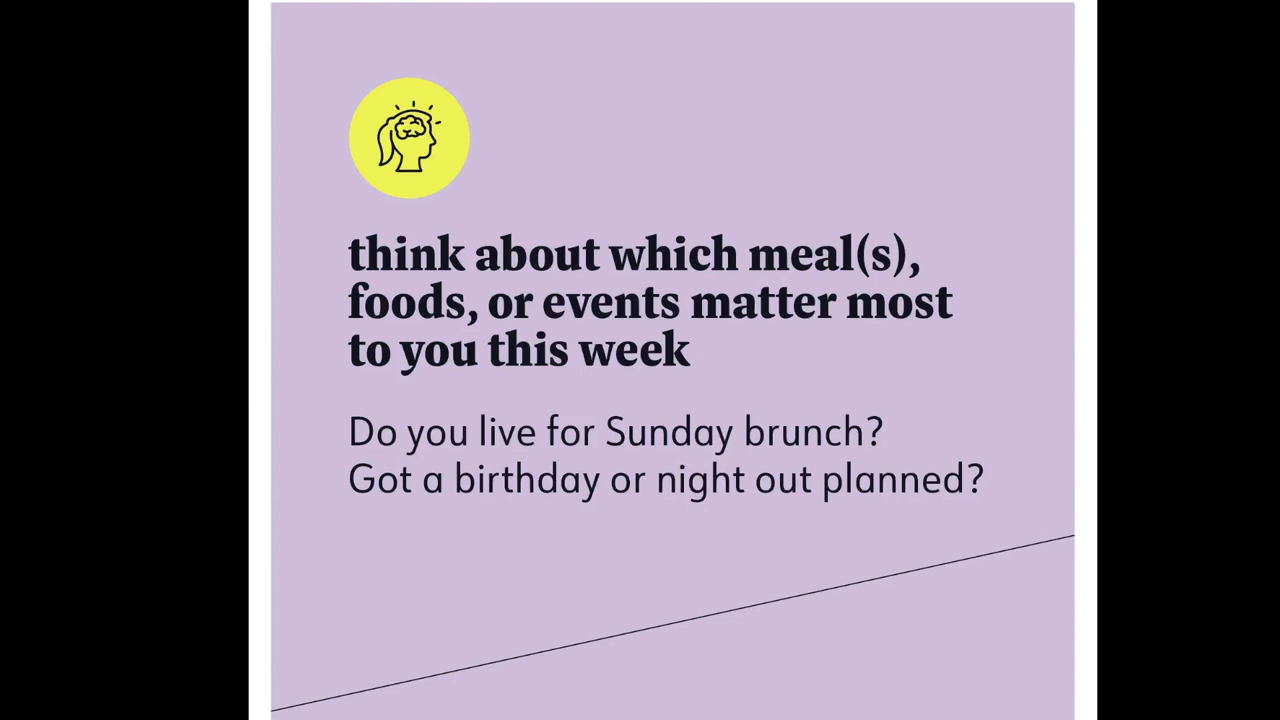 think about which meal(s),
foods, or events matter most
to you this week
Do you live for Sunday brunch?
Got a birthday or night out planned?